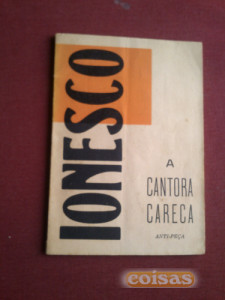 IONESCO
A
CANTORA
CARECA
ANTI-PEÇA
coisas